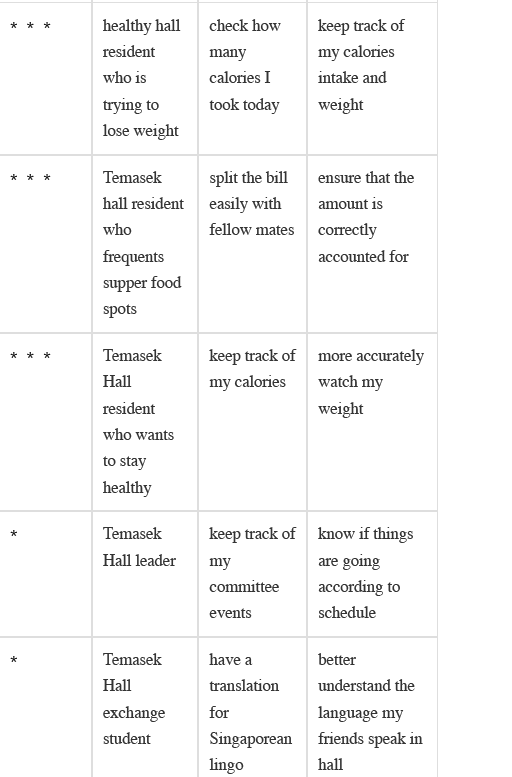 * * *
healthy hall
resident
who is
trying to
lose weight
check how
many
calories I
took today
keep track of
my calories
intake and
weight
* * *
Temasek
hall resident
who
frequents
supper food
spots
split the bill
easily with
fellow mates
ensure that the
amount is
correctly
accounted for
* * *
Temasek
Hall
resident
who wants
to stay
healthy
keep track of
my calories
more accurately
watch my
weight
*
Temasek
Hall leader
keep track of
my
committee
events
know if things
are going
according to
schedule
*
Temasek
Hall
exchange
student
have a
translation
for
Singaporean
lingo
better
understand the
language my
friends speak in
hall